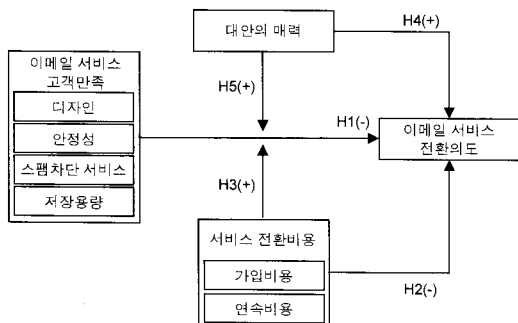 대안의 매력
H4(+)
이메일 서비스
고객만족
디자인
안정성
스팸차단 서비스
저장용량
H5(+)
H1(-)
이메일 서비스
전환의도
H3(+)
서비스 전환비용
가입비용
연속비용
H2(-)